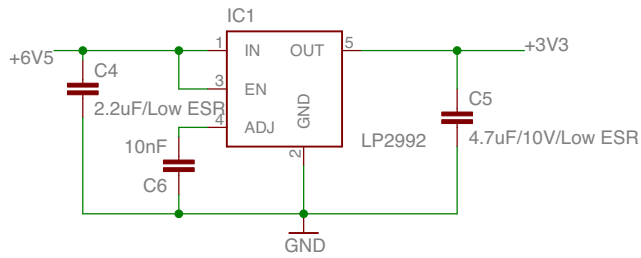 IC1
+6V5
1
IN
OUT
5
+3V3
C4
3
EN
2.2uF/Low ESR
4
ADJ
GND
2
LP2992
C5
4.7uF/10V/Low ESR
10nF
C6
GND